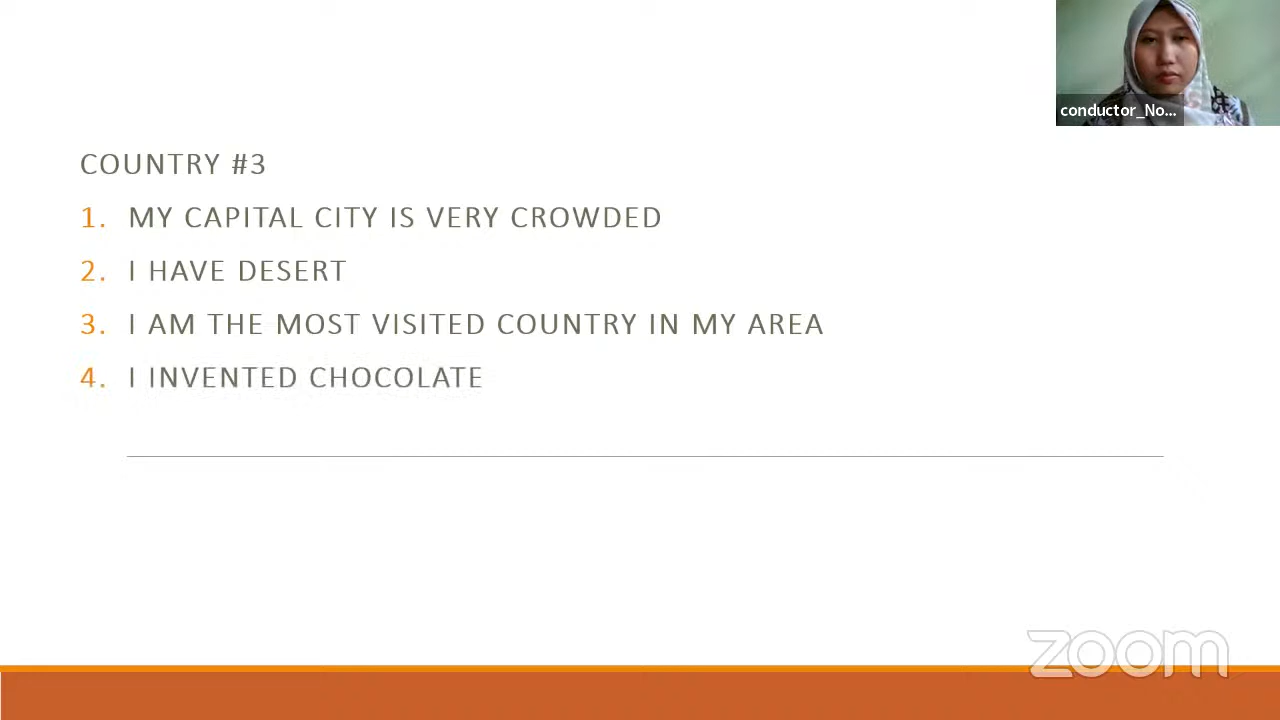 conductor_No...
COUNTRY #3
1. MY CAPITAL CITY IS VERY CROWDED
2. I HAVE DESERT
3. I AM THE MOST VISITED COUNTRY IN MY AREA
4. I INVENTED CHOCOLATE
zoom